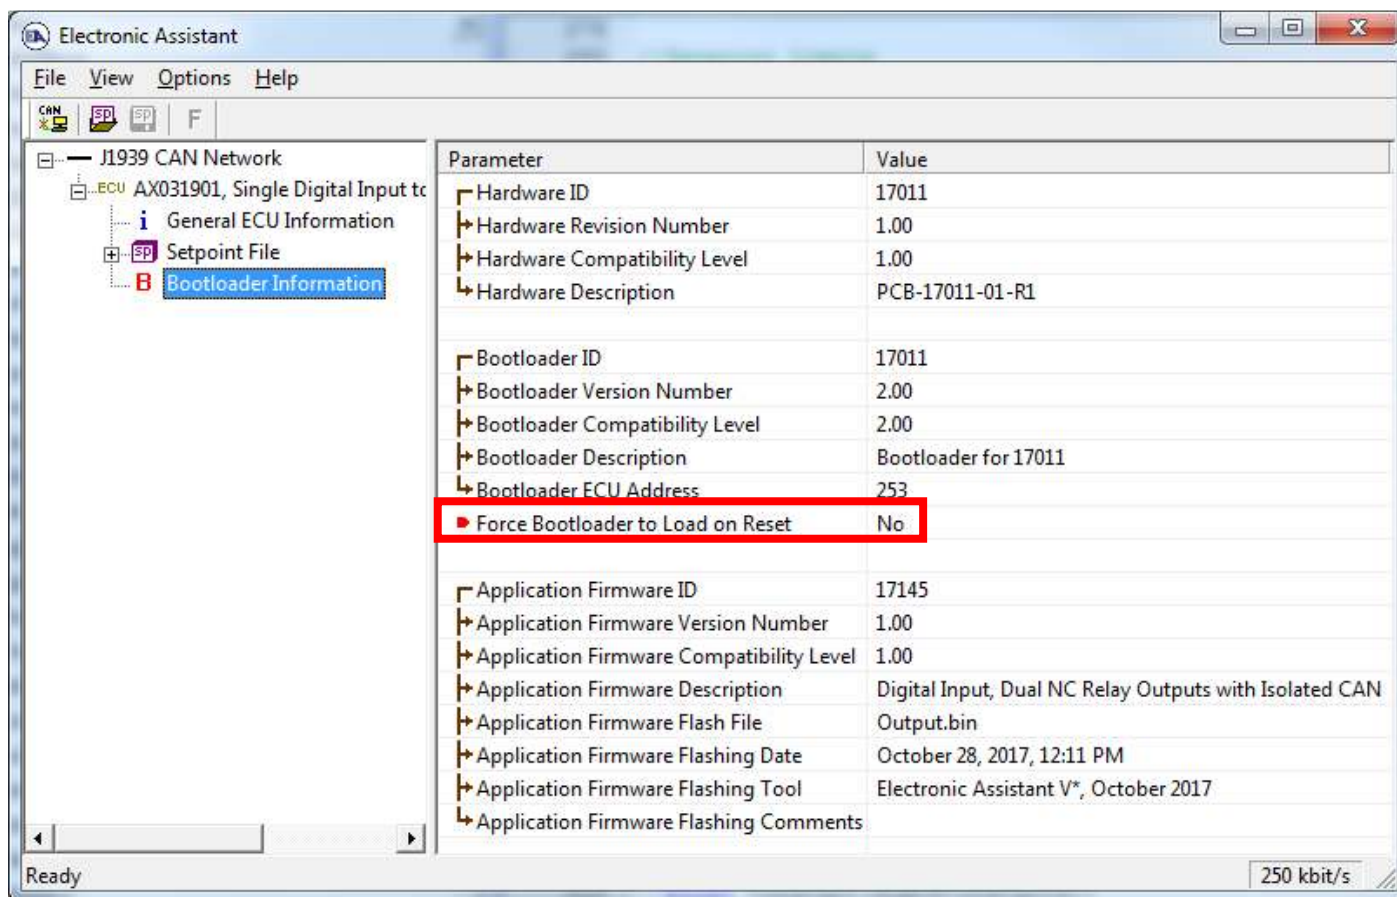 Electronic Assistant
File View Options Help
CAN SP SP F
J1939 CAN Network
ECU AX031901, Single Digital Input to
i General ECU Information
SP Setpoint File
B Bootloader Information
Parameter Value
Hardware ID 17011
Hardware Revision Number 1.00
Hardware Compatibility Level 1.00
Hardware Description PCB-17011-01-R1
Bootloader ID 17011
Bootloader Version Number 2.00
Bootloader Compatibility Level 2.00
Bootloader Description Bootloader for 17011
Bootloader ECU Address 253
Force Bootloader to Load on Reset No
Application Firmware ID 17145
Application Firmware Version Number 1.00
Application Firmware Compatibility Level 1.00
Application Firmware Description Digital Input, Dual NC Relay Outputs with Isolated CAN
Application Firmware Flash File Output.bin
Application Firmware Flashing Date October 28, 2017, 12:11 PM
Application Firmware Flashing Tool Electronic Assistant V*, October 2017
Application Firmware Flashing Comments
Ready 250 kbit/s